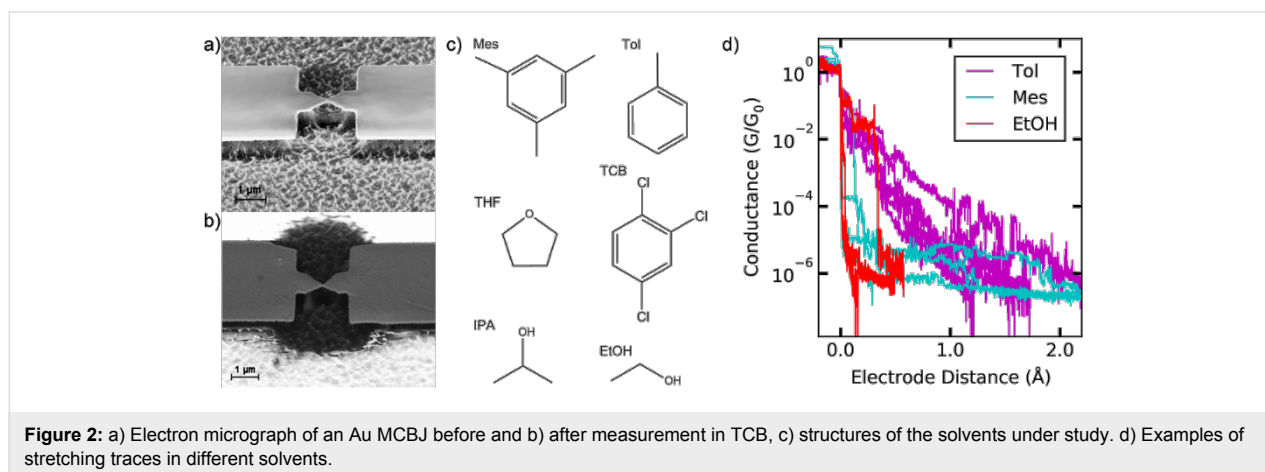 a)
1 µm
b)
1 µm
c)
Mes
Tol
THF
O
TCB
Cl
Cl
Cl
IPA
OH
EtOH
OH
d)
Conductance (G/G₀)
10⁰
10⁻²
10⁻⁴
10⁻⁶
Tol
Mes
EtOH
0.0 1.0 2.0
Electrode Distance (Å)
Figure 2: a) Electron micrograph of an Au MCBJ before and b) after measurement in TCB, c) structures of the solvents under study. d) Examples of
stretching traces in different solvents.